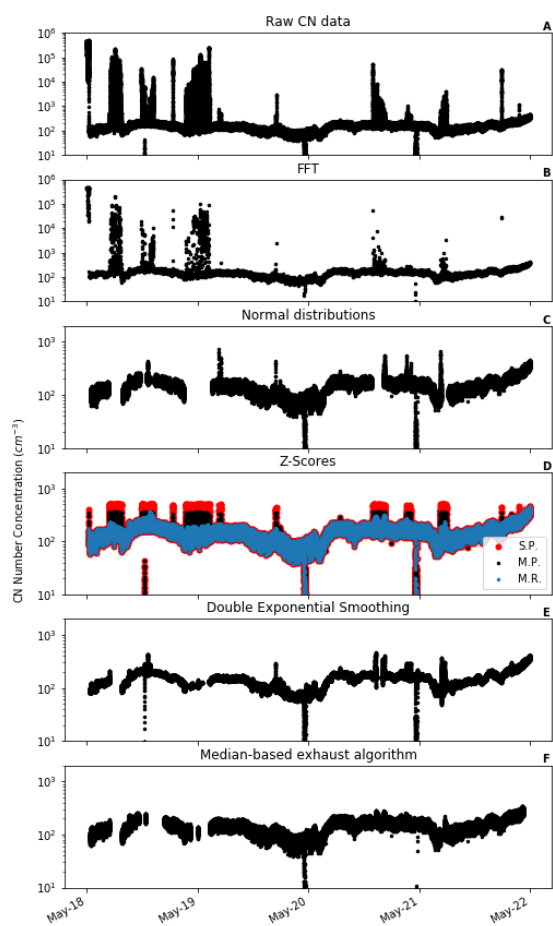 Raw CN data
A
10^6
10^5
10^4
10^3
10^2
10^1
FFT
B
10^6
10^5
10^4
10^3
10^2
10^1
Normal distributions
C
10^3
10^2
10^1
Z-Scores
D
10^3
10^2
10^1
S.P.
M.P.
M.R.
Double Exponential Smoothing
E
10^3
10^2
10^1
Median-based exhaust algorithm
F
10^3
10^2
10^1
CN Number Concentration (cm^{-3})
May-18
May-19
May-20
May-21
May-22